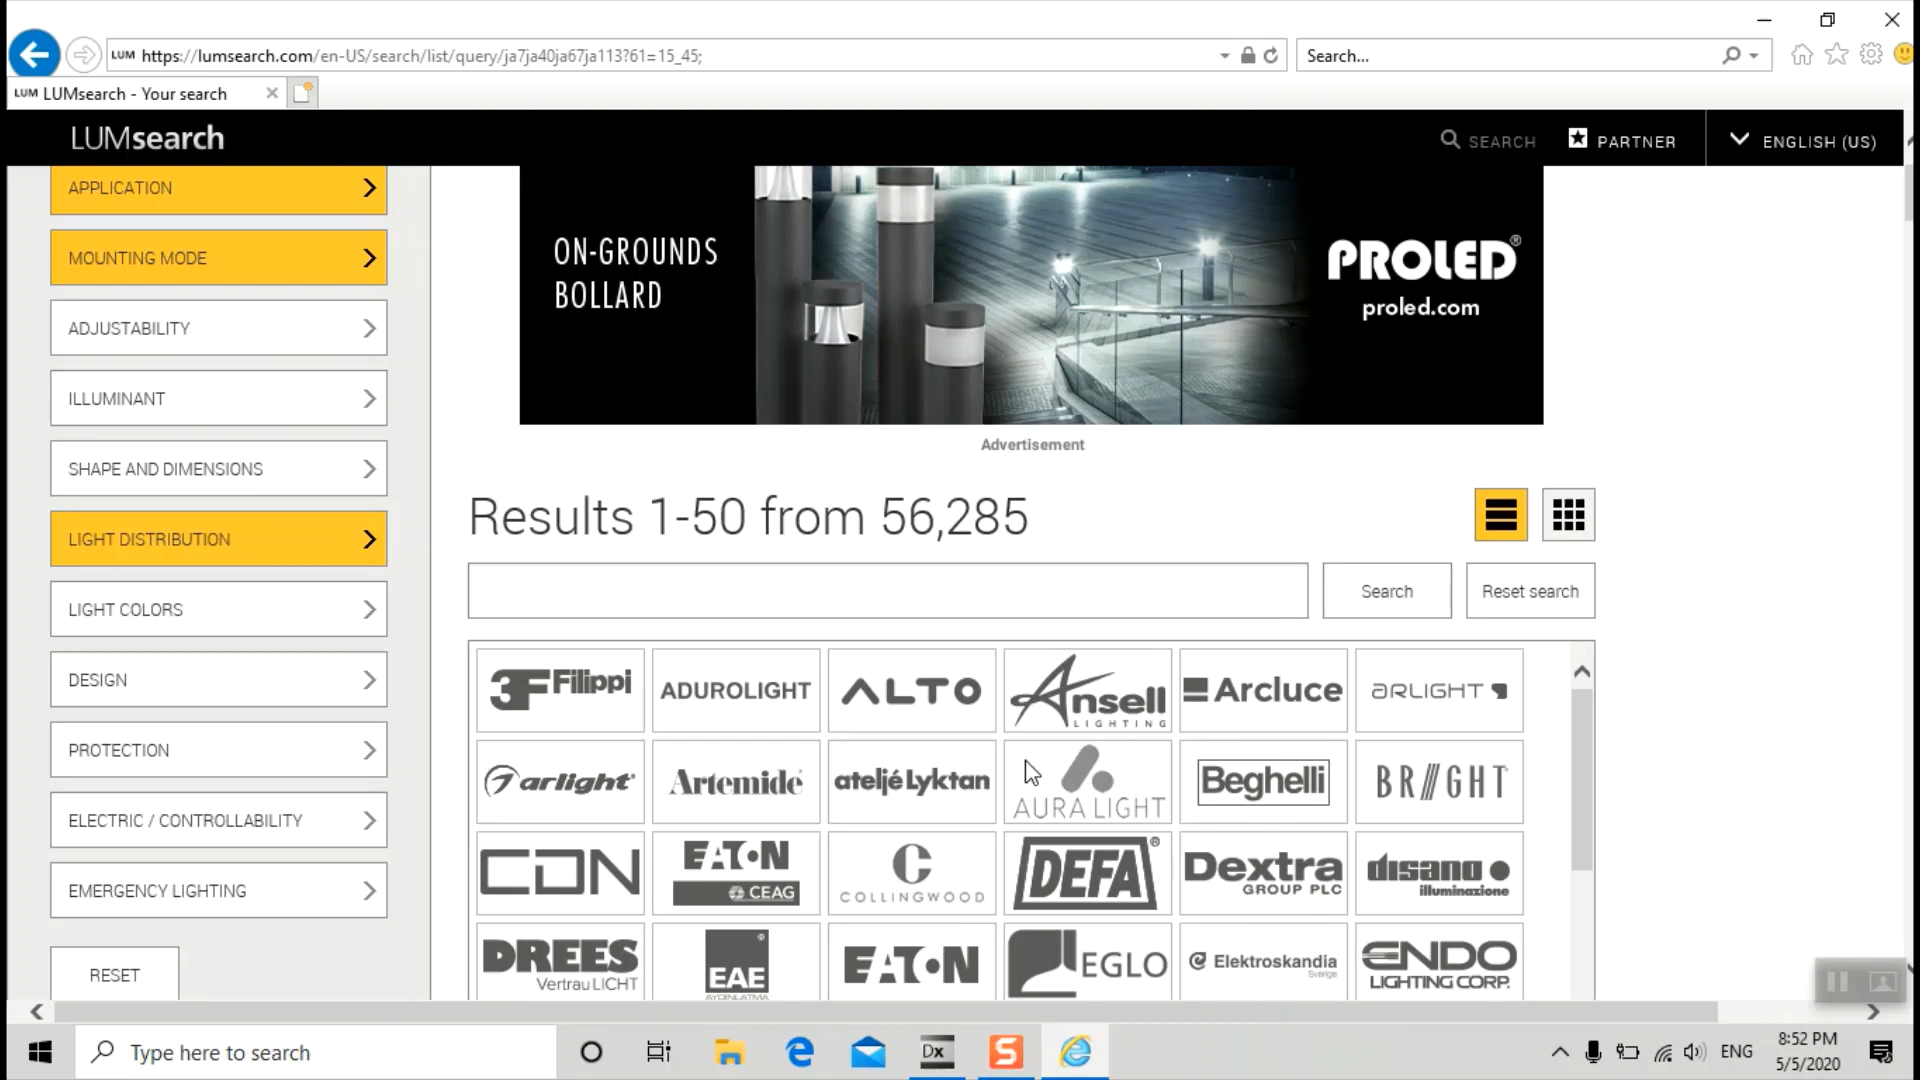 LUM https://lumsearch.com/en-US/search/list/query/ja7ja40ja67ja113?61=15_45;
Search...
LUM LUMsearch - Your search
LUMsearch
SEARCH
PARTNER
ENGLISH (US)
APPLICATION
MOUNTING MODE
ADJUSTABILITY
ILLUMINANT
SHAPE AND DIMENSIONS
LIGHT DISTRIBUTION
LIGHT COLORS
DESIGN
PROTECTION
ELECTRIC / CONTROLLABILITY
EMERGENCY LIGHTING
RESET
ON-GROUNDS
BOLLARD
PROLED®
proled.com
Advertisement
Results 1-50 from 56,285
Search
Reset search
3F Filippi
ADUROLIGHT
ALTO
Ansell
LIGHTING
Arcluce
ARLIGHT
arlight
Artemide
ateljé Lyktan
AURA LIGHT
Beghelli
BRIGHT
CDN
EATON
CEAG
COLLINGWOOD
DEFA®
Dextra
GROUP PLC
disano
illuminazione
DREES
Vertrau LICHT
EAE
AYDINLATMA
EATON
EGLO
Elektroskandia
Sverige
ENDO
LIGHTING CORP.
Type here to search
Dx
S
ENG
8:52 PM
5/5/2020